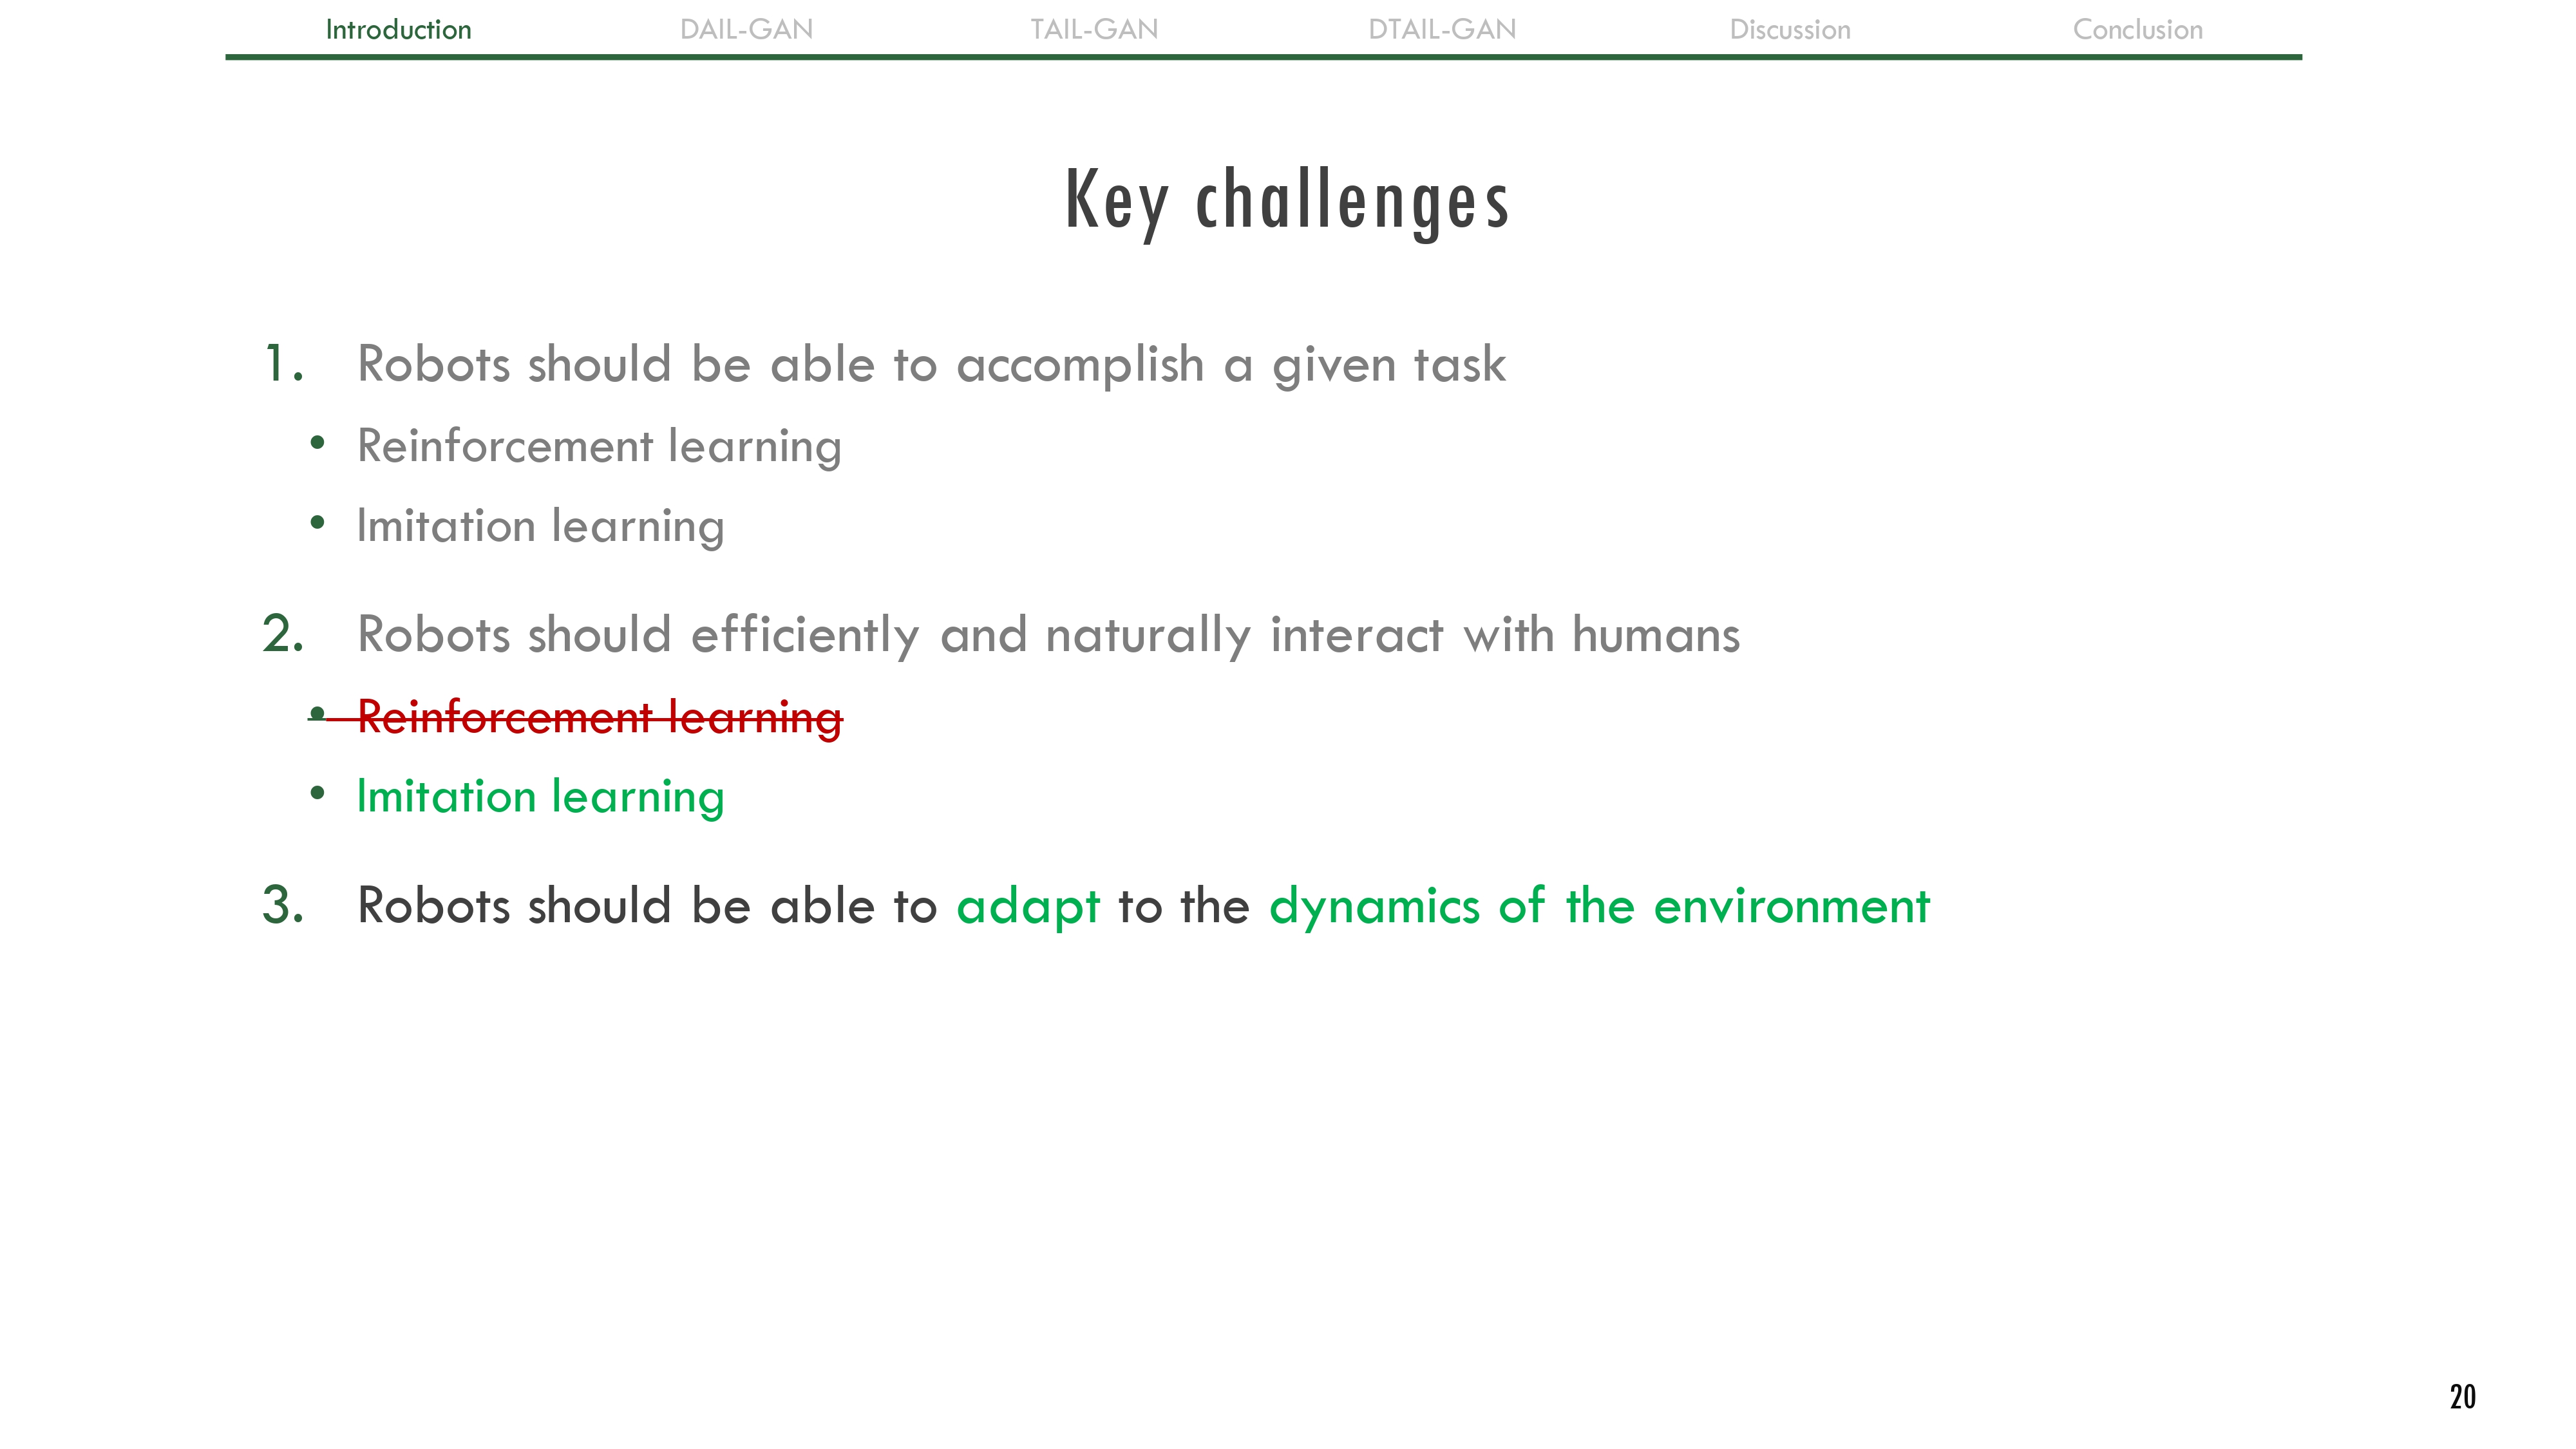 Introduction DAIL-GAN TAIL-GAN DTAIL-GAN Discussion Conclusion
Key challenges
1. Robots should be able to accomplish a given task
• Reinforcement learning
• Imitation learning
2. Robots should efficiently and naturally interact with humans
• Reinforcement learning
• Imitation learning
3. Robots should be able to adapt to the dynamics of the environment
20